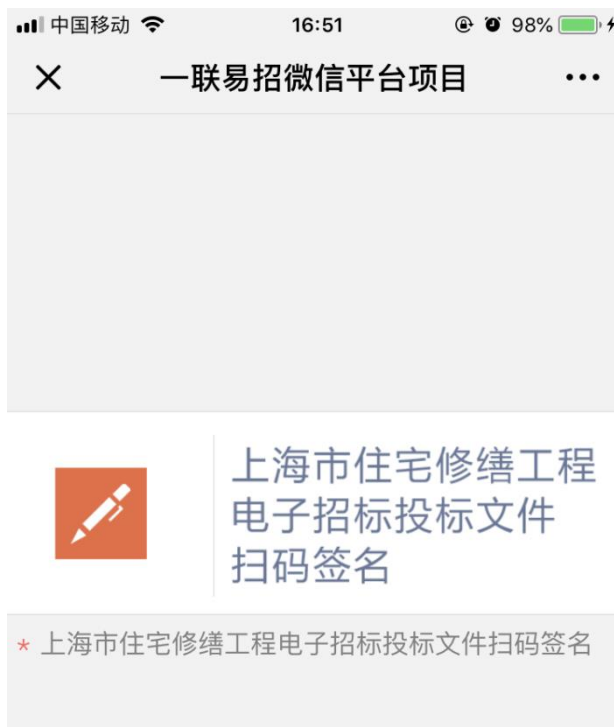 中国移动 16:51 98%
一联易招微信平台项目
上海市住宅修缮工程
电子招标投标文件
扫码签名
* 上海市住宅修缮工程电子招标投标文件扫码签名